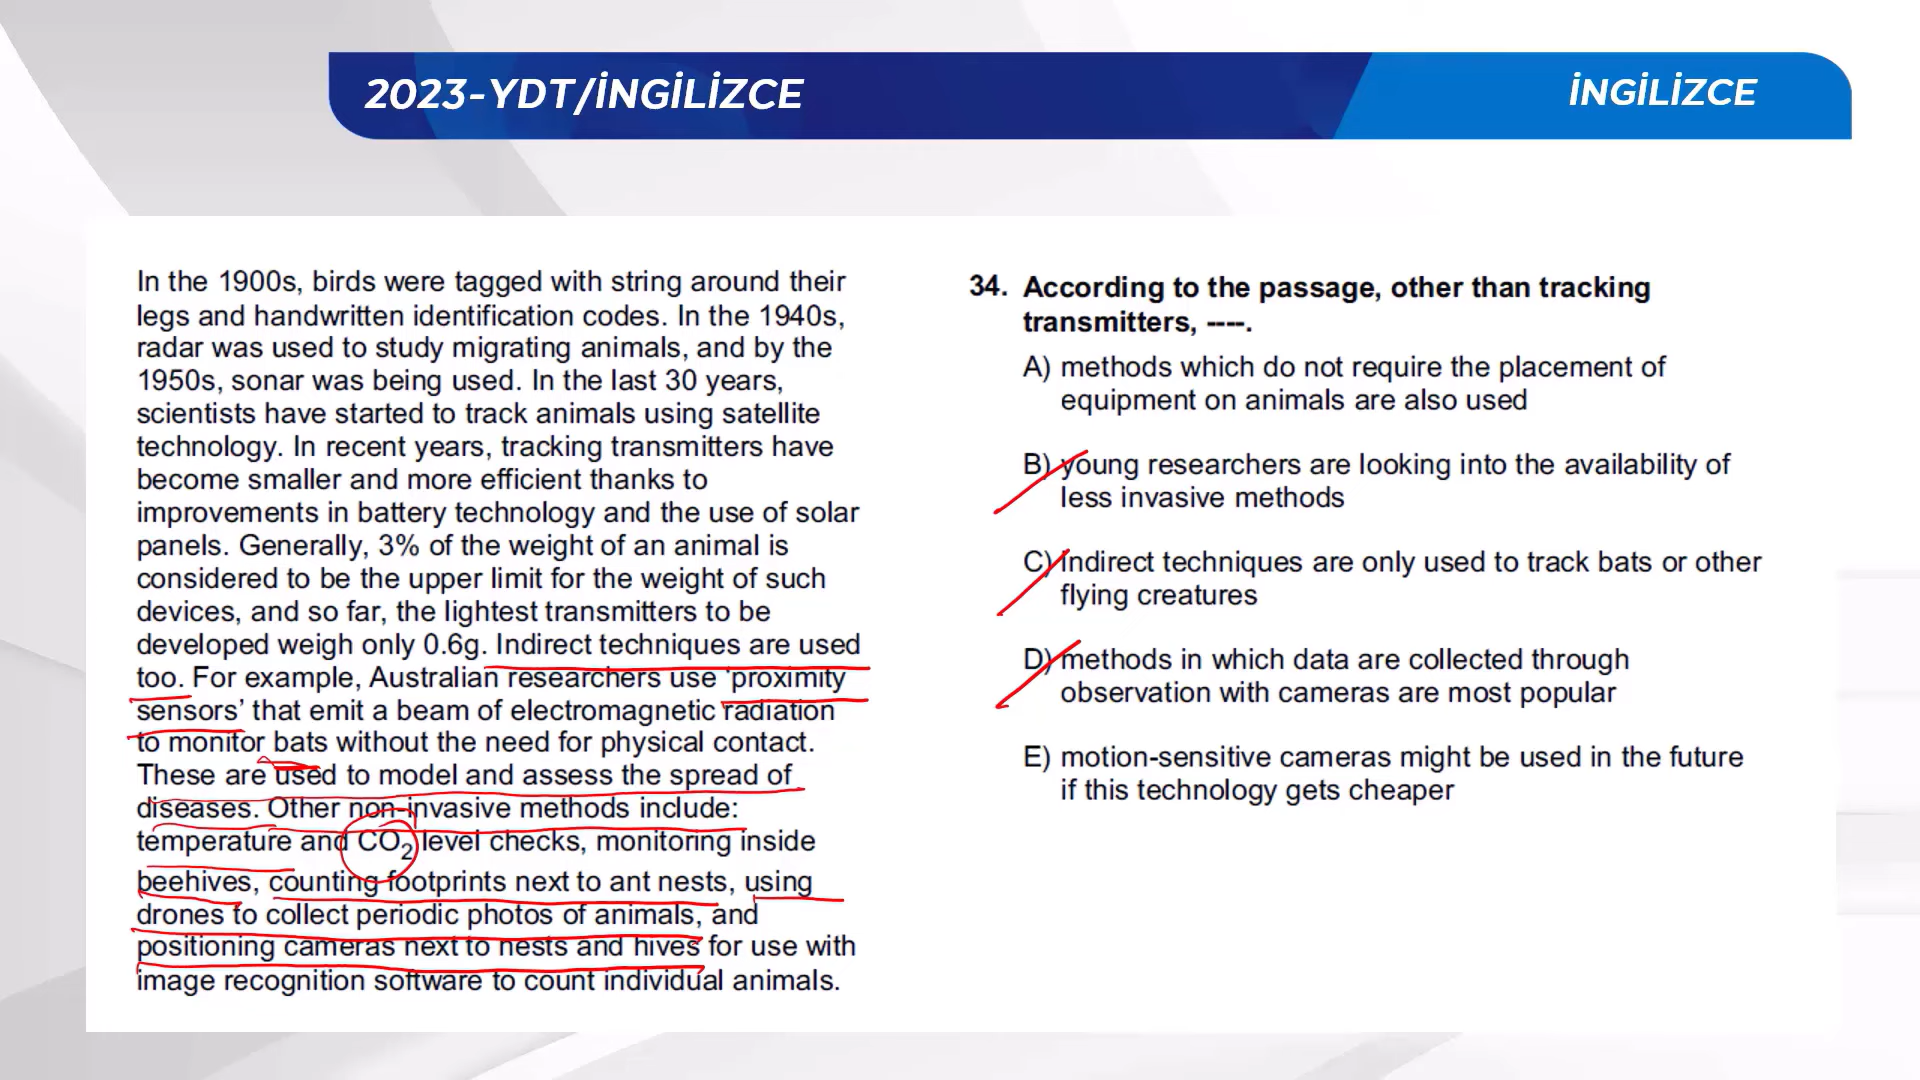 2023-YDT/İNGİLİZCE
İNGİLİZCE
In the 1900s, birds were tagged with string around their
legs and handwritten identification codes. In the 1940s,
radar was used to study migrating animals, and by the
1950s, sonar was being used. In the last 30 years,
scientists have started to track animals using satellite
technology. In recent years, tracking transmitters have
become smaller and more efficient thanks to
improvements in battery technology and the use of solar
panels. Generally, 3% of the weight of an animal is
considered to be the upper limit for the weight of such
devices, and so far, the lightest transmitters to be
developed weigh only 0.6g. Indirect techniques are used
too. For example, Australian researchers use ‘proximity
sensors’ that emit a beam of electromagnetic radiation
to monitor bats without the need for physical contact.
These are used to model and assess the spread of
diseases. Other non-invasive methods include:
temperature and CO₂ level checks, monitoring inside
beehives, counting footprints next to ant nests, using
drones to collect periodic photos of animals, and
positioning cameras next to nests and hives for use with
image recognition software to count individual animals.
34. According to the passage, other than tracking
transmitters, ----.
A) methods which do not require the placement of
equipment on animals are also used
B) young researchers are looking into the availability of
less invasive methods
C) indirect techniques are only used to track bats or other
flying creatures
D) methods in which data are collected through
observation with cameras are most popular
E) motion-sensitive cameras might be used in the future
if this technology gets cheaper